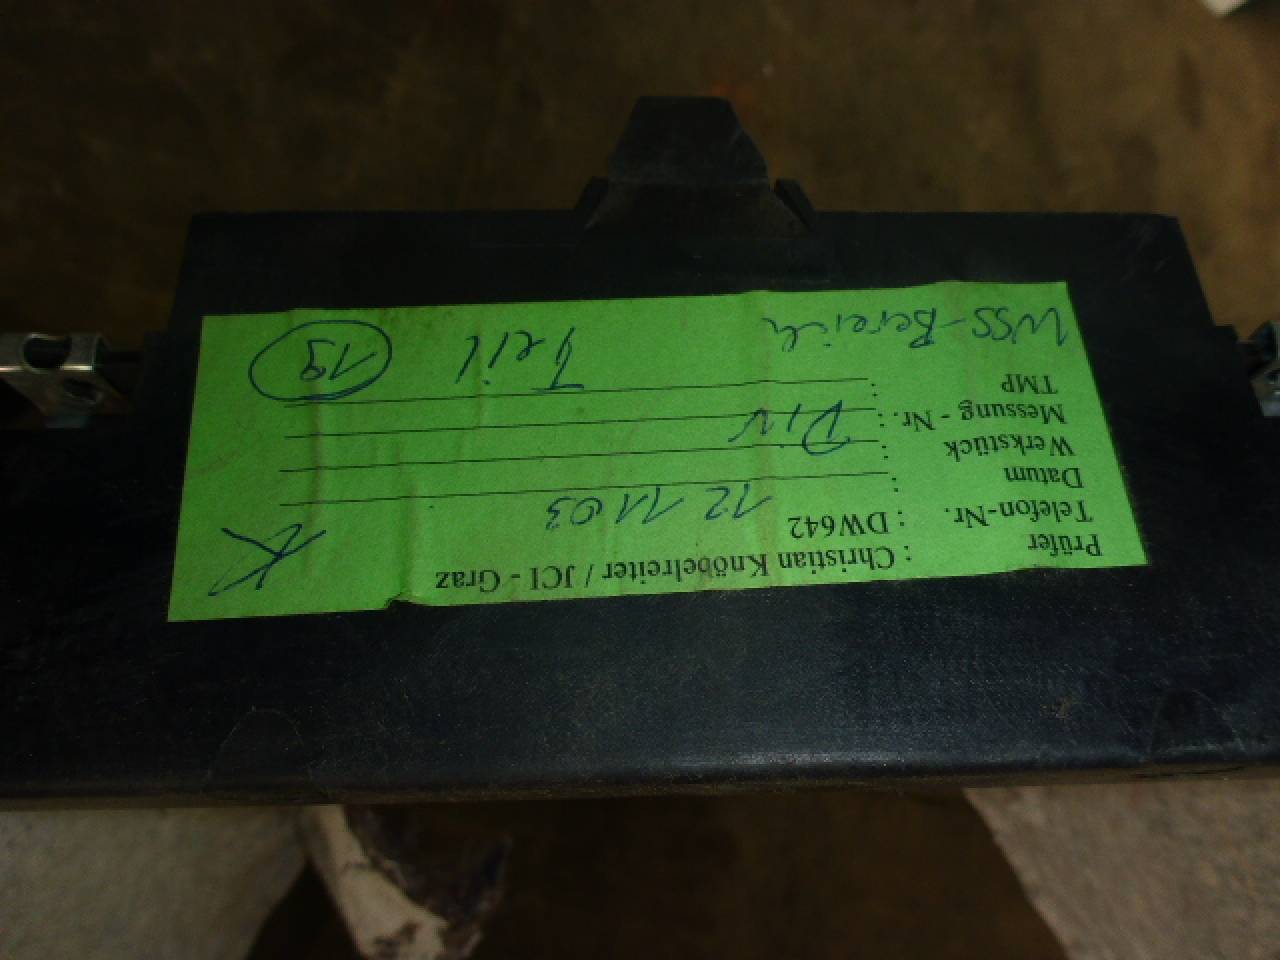 Prüfer : Christian Knöbelreiter / JCI - Graz
Telefon-Nr. : DW642
Datum : 12 11 03
Werkstück : Div
Messung - Nr. :
TMP :
WSS-Bereich Teil 19